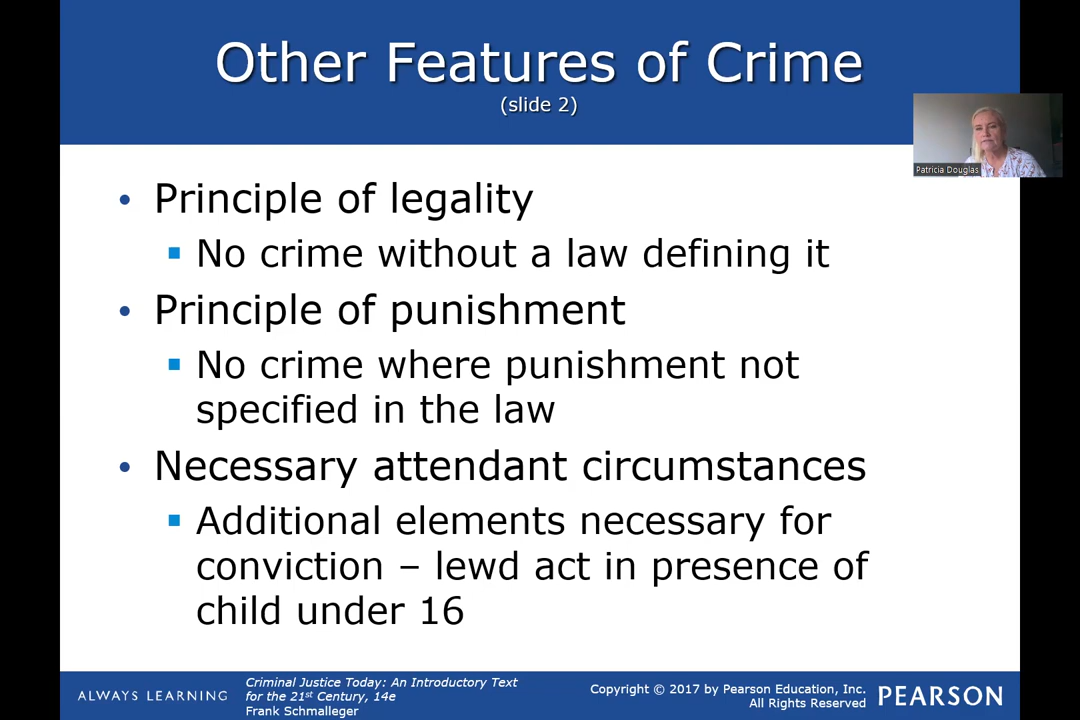 Other Features of Crime
(slide 2)
Patricia Douglas
• Principle of legality
▪ No crime without a law defining it
• Principle of punishment
▪ No crime where punishment not
specified in the law
• Necessary attendant circumstances
▪ Additional elements necessary for
conviction – lewd act in presence of
child under 16
ALWAYS LEARNING
Criminal Justice Today: An Introductory Text
for the 21st Century, 14e
Frank Schmalleger
Copyright © 2017 by Pearson Education, Inc.
All Rights Reserved
PEARSON